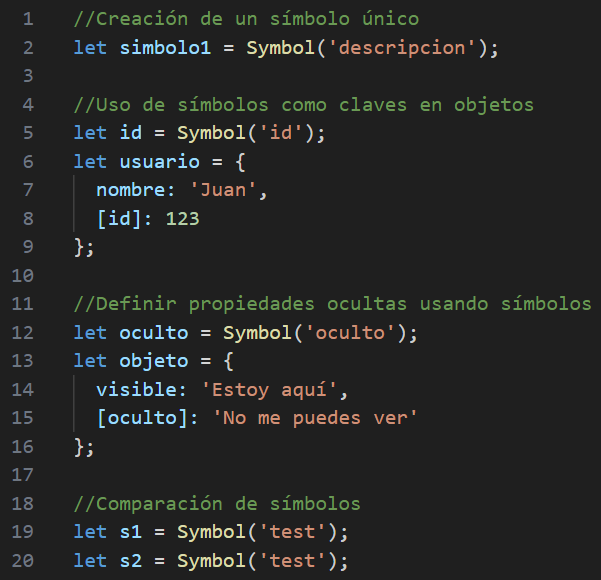 1 //Creación de un símbolo único
2 let simbolo1 = Symbol('descripcion');
3
4 //Uso de símbolos como claves en objetos
5 let id = Symbol('id');
6 let usuario = {
7   nombre: 'Juan',
8   [id]: 123
9 };
10
11 //Definir propiedades ocultas usando símbolos
12 let oculto = Symbol('oculto');
13 let objeto = {
14   visible: 'Estoy aquí',
15   [oculto]: 'No me puedes ver'
16 };
17
18 //Comparación de símbolos
19 let s1 = Symbol('test');
20 let s2 = Symbol('test');